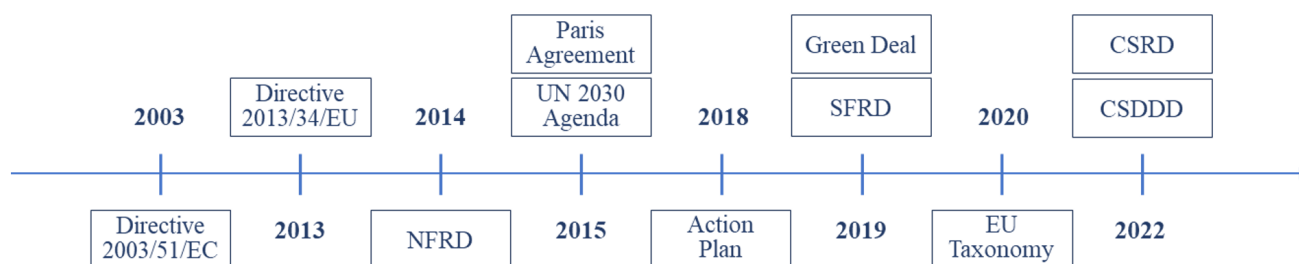 2003
Directive
2003/51/EC
Directive
2013/34/EU
2013
2014
NFRD
Paris
Agreement
UN 2030
Agenda
2015
2018
Action
Plan
Green Deal
SFRD
2019
2020
EU
Taxonomy
CSRD
CSDDD
2022